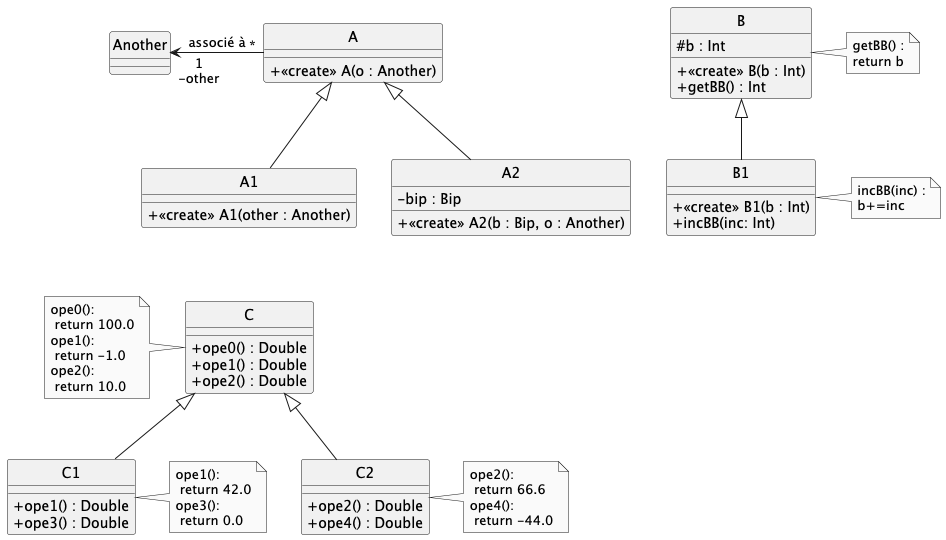 Another
associé à *
1
-other
A
+«create» A(o : Another)
B
#b : Int
+«create» B(b : Int)
+getBB() : Int
getBB() :
return b
A1
+«create» A1(other : Another)
A2
-bip : Bip
+«create» A2(b : Bip, o : Another)
B1
+«create» B1(b : Int)
+incBB(inc: Int)
incBB(inc) :
b+=inc
ope0():
return 100.0
ope1():
return -1.0
ope2():
return 10.0
C
+ope0() : Double
+ope1() : Double
+ope2() : Double
C1
+ope1() : Double
+ope3() : Double
ope1():
return 42.0
ope3():
return 0.0
C2
+ope2() : Double
+ope4() : Double
ope2():
return 66.6
ope4():
return -44.0